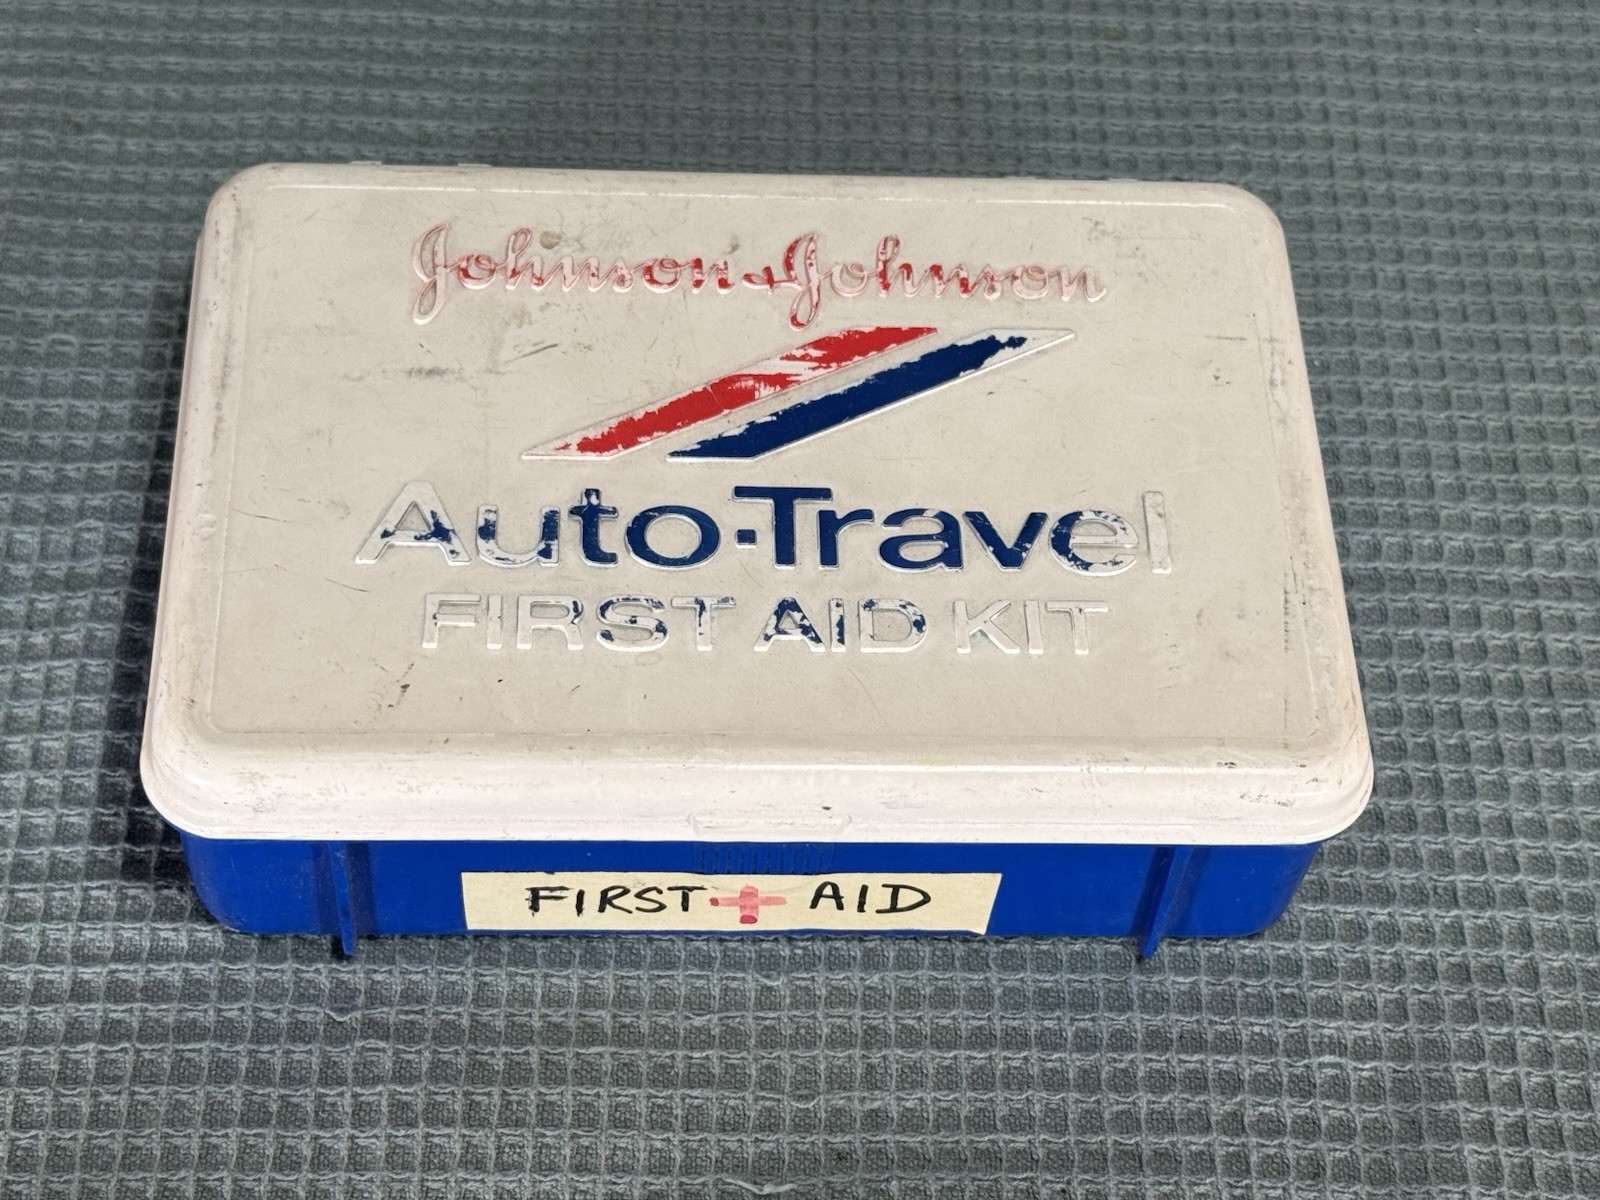 Johnson & Johnson
Auto·Travel
FIRST AID KIT
FIRST + AID